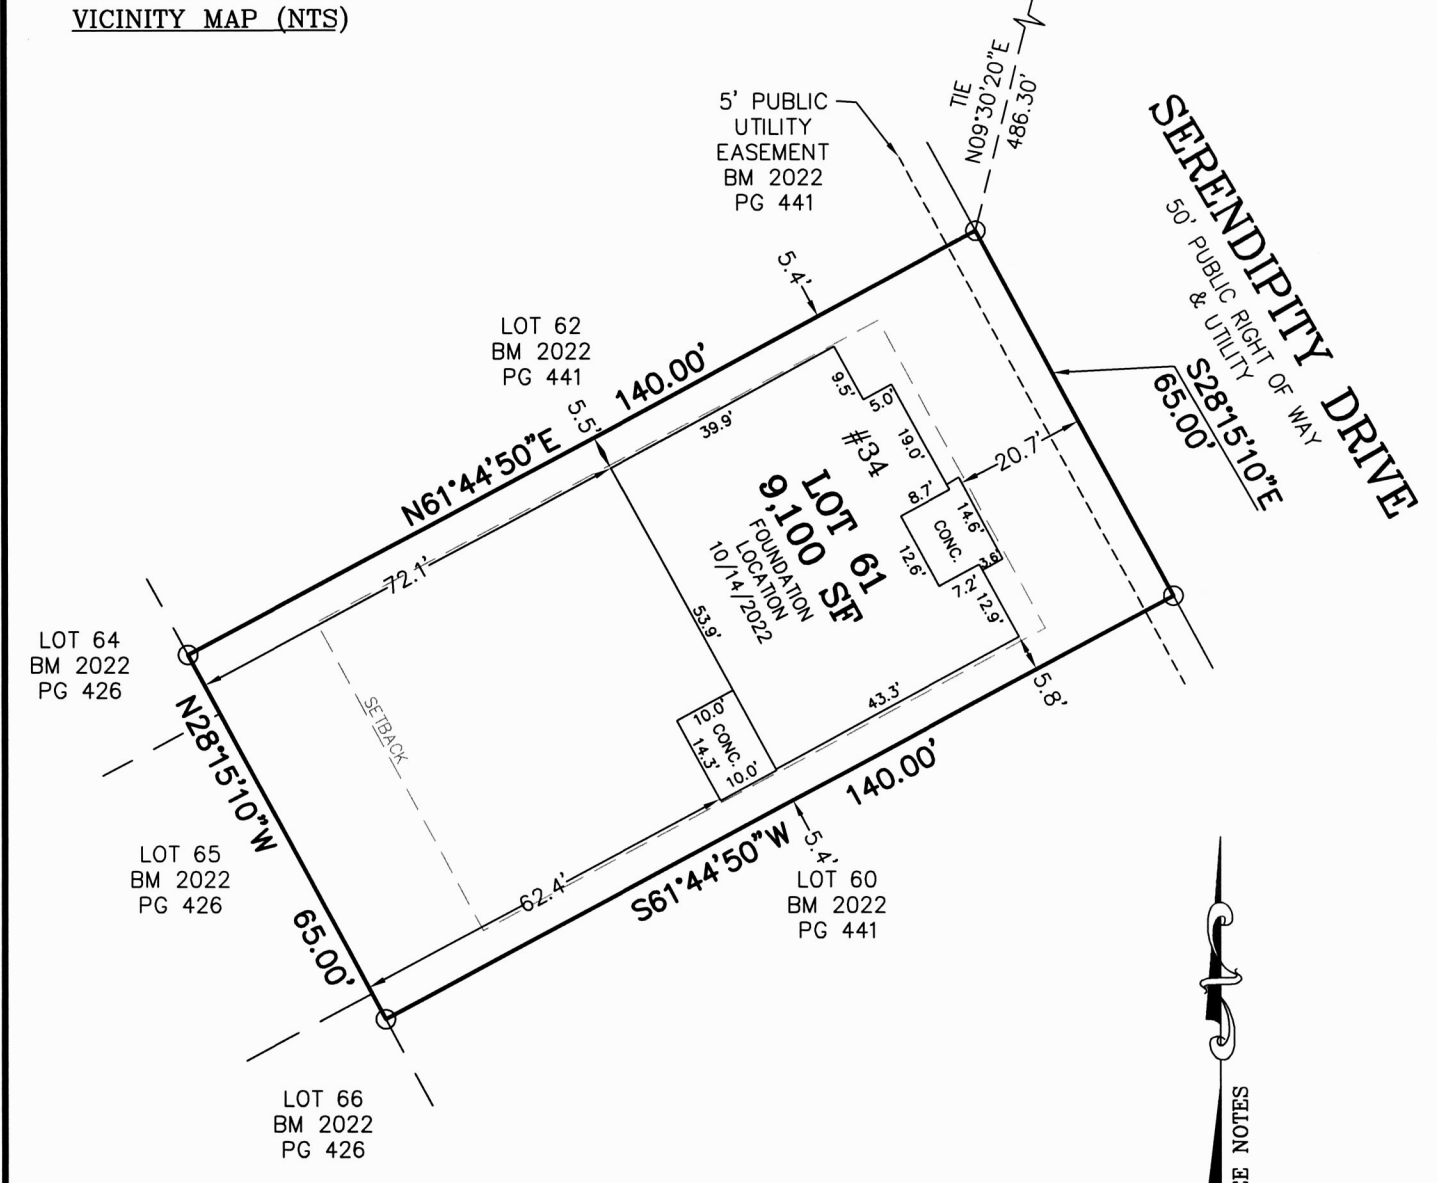 VICINITY MAP (NTS)
TIE
N09°30'20"E
486.30'
5' PUBLIC
UTILITY
EASEMENT
BM 2022
PG 441
SERENDIPITY DRIVE
50' PUBLIC RIGHT OF WAY
& UTILITY
S28°15'10"E
65.00'
5.4'
LOT 62
BM 2022
PG 441
N61°44'50"E
140.00'
5.5'
39.9'
9.5'
5.0'
19.0'
#34
20.7'
8.7'
14.6'
CONC.
3.6'
12.6'
7.2'
12.9'
LOT 61
9,100 SF
FOUNDATION
LOCATION
10/14/2022
72.1'
53.9'
LOT 64
BM 2022
PG 426
SETBACK
N28°15'10"W
65.00'
10.0'
CONC.
14.3'
10.0'
43.3'
5.8'
140.00'
S61°44'50"W
5.4'
62.4'
LOT 65
BM 2022
PG 426
LOT 60
BM 2022
PG 441
LOT 66
BM 2022
PG 426
NOTES